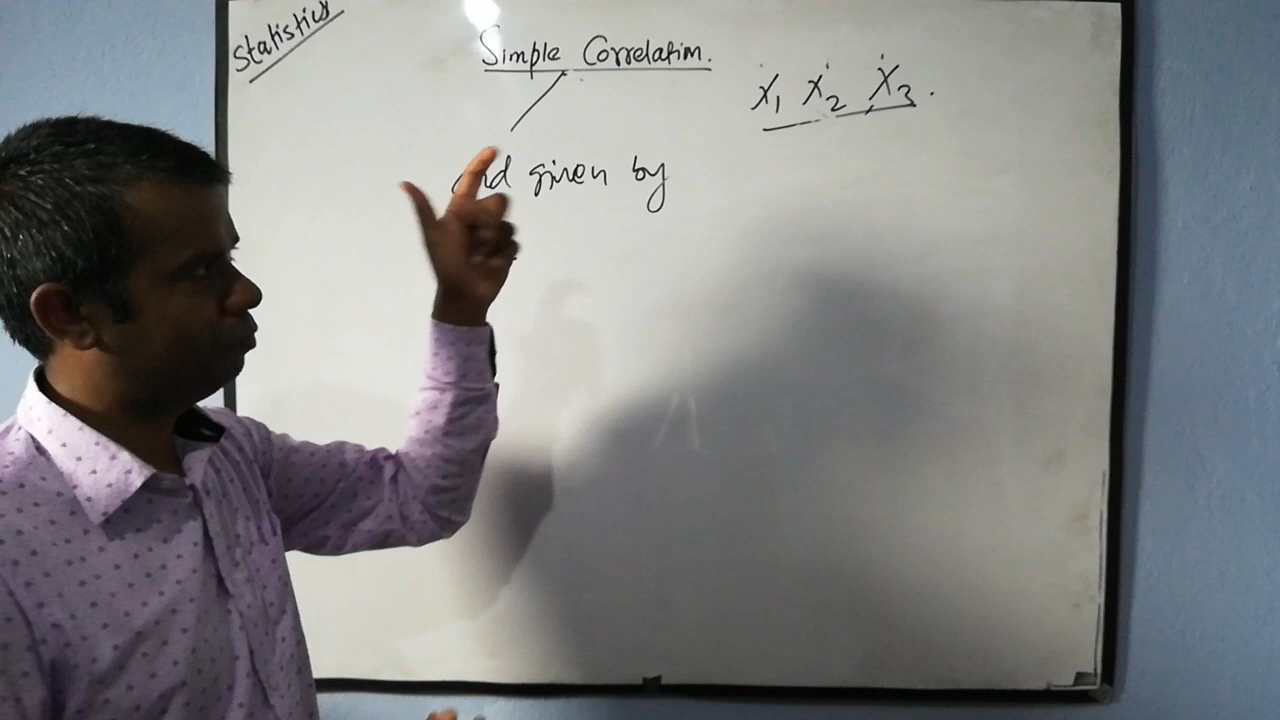 Statistics
Simple Correlation.
X1 X2 X3.
given by